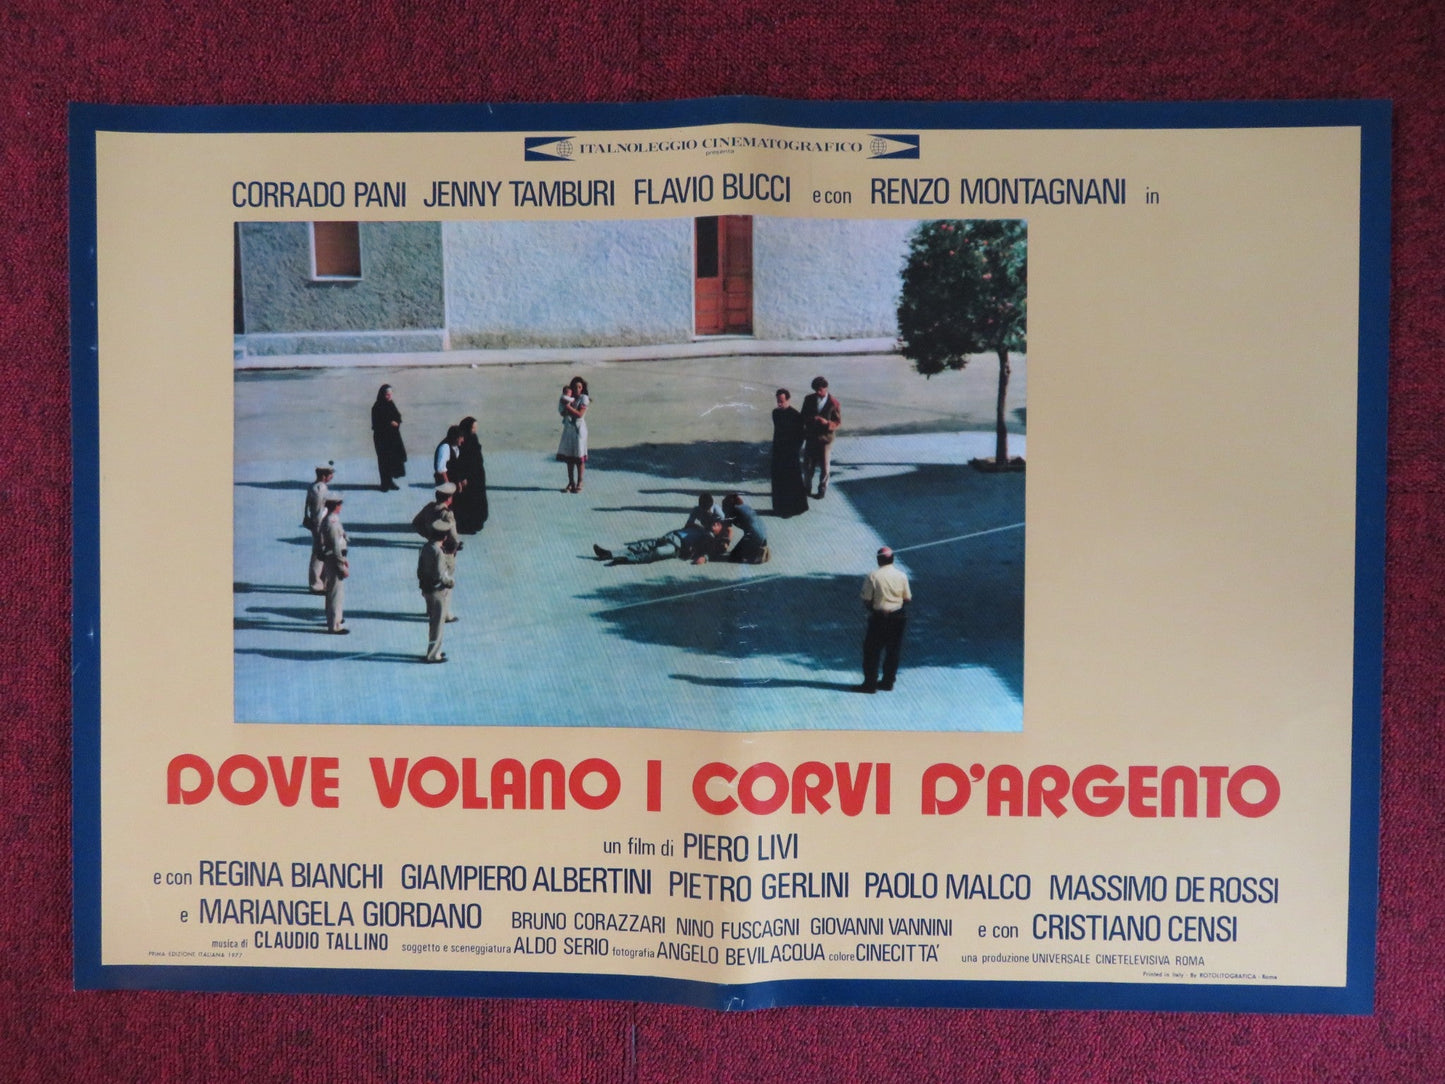 ITALNOLEGGIO CINEMATOGRAFICO
presenta
CORRADO PANI JENNY TAMBURI FLAVIO BUCCI e con RENZO MONTAGNANI in
DOVE VOLANO I CORVI D'ARGENTO
un film di PIERO LIVI
e con REGINA BIANCHI GIAMPIERO ALBERTINI PIETRO GERLINI PAOLO MALCO MASSIMO DE ROSSI
e MARIANGELA GIORDANO BRUNO CORAZZARI NINO FUSCAGNI GIOVANNI VANNINI e con CRISTIANO CENSI
musica di CLAUDIO TALLINO soggetto e sceneggiatura ALDO SERIO fotografia ANGELO BEVILACQUA colore CINECITTA' una produzione UNIVERSALE CINETELEVISIVA ROMA
PRIMA EDIZIONE ITALIANA 1977
Printed in Italy - By ROTOLITOGRAFICA - Roma